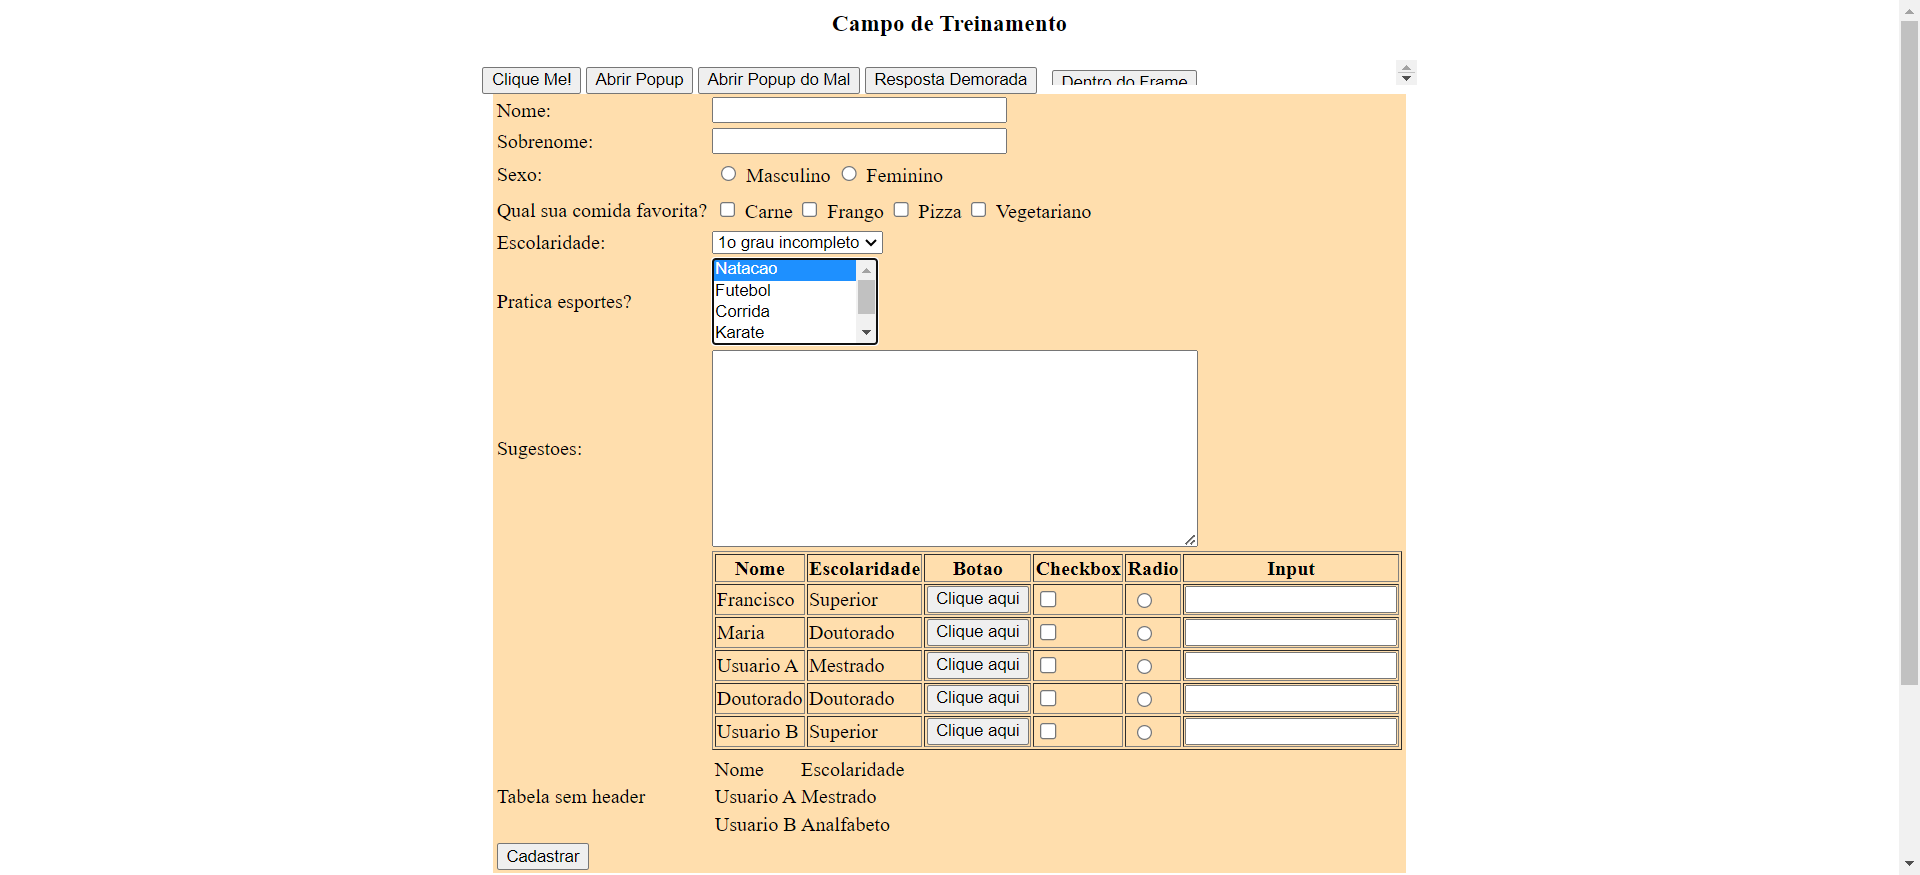 Campo de Treinamento
Clique Me! Abrir Popup Abrir Popup do Mal Resposta Demorada Dentro do Frame
Nome:
Sobrenome:
Sexo: Masculino Feminino
Qual sua comida favorita? Carne Frango Pizza Vegetariano
Escolaridade: 1o grau incompleto
Natacao
Futebol
Pratica esportes?
Corrida
Karate
Sugestoes:
Nome Escolaridade Botao Checkbox Radio Input
Francisco Superior Clique aqui
Maria Doutorado Clique aqui
Usuario A Mestrado Clique aqui
Doutorado Doutorado Clique aqui
Usuario B Superior Clique aqui
Nome Escolaridade
Tabela sem header Usuario A Mestrado
Usuario B Analfabeto
Cadastrar